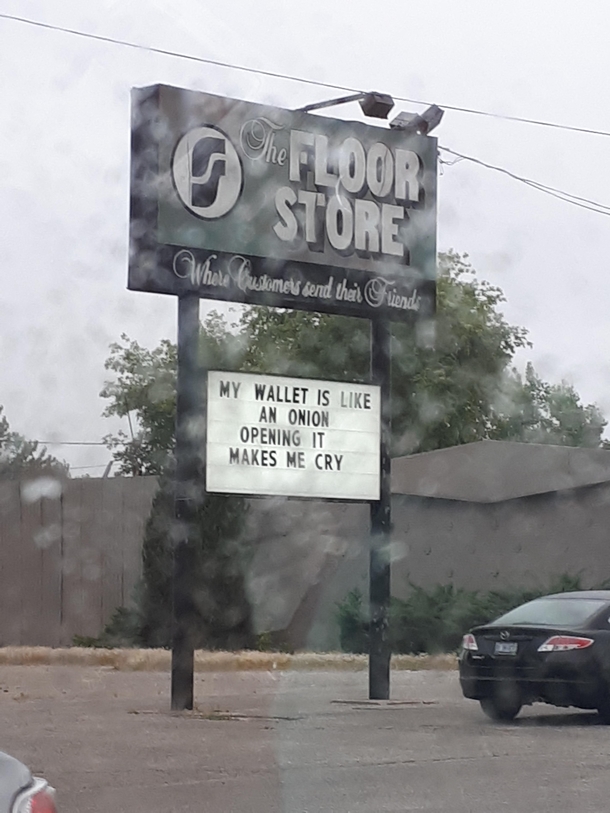 The FLOOR
STORE
Where Customers send their Friends
MY WALLET IS LIKE
AN ONION
OPENING IT
MAKES ME CRY